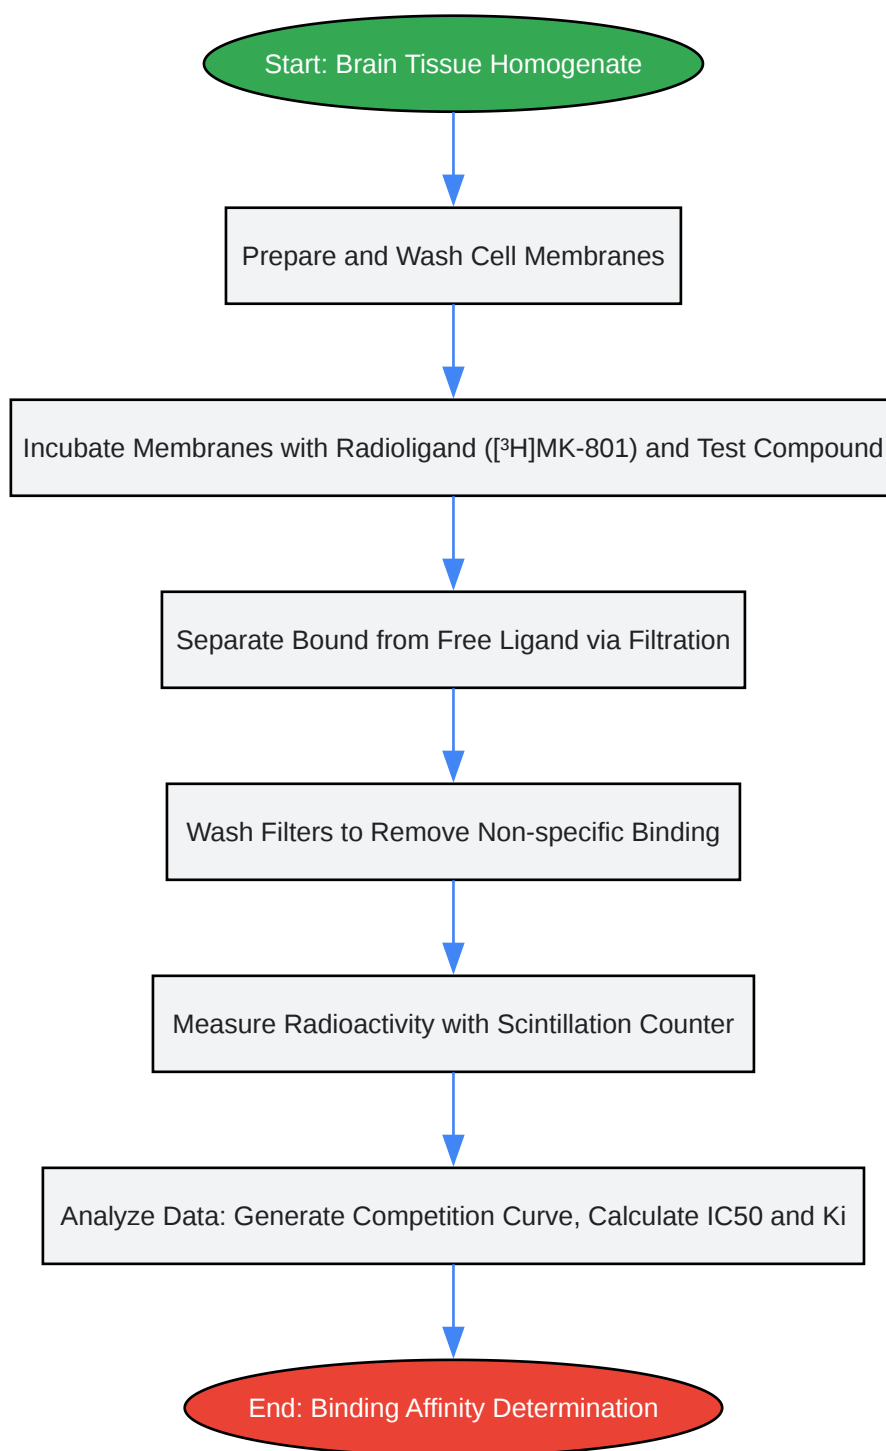 Start: Brain Tissue Homogenate
Prepare and Wash Cell Membranes
Incubate Membranes with Radioligand ([³H]MK-801) and Test Compound
Separate Bound from Free Ligand via Filtration
Wash Filters to Remove Non-specific Binding
Measure Radioactivity with Scintillation Counter
Analyze Data: Generate Competition Curve, Calculate IC50 and Ki
End: Binding Affinity Determination